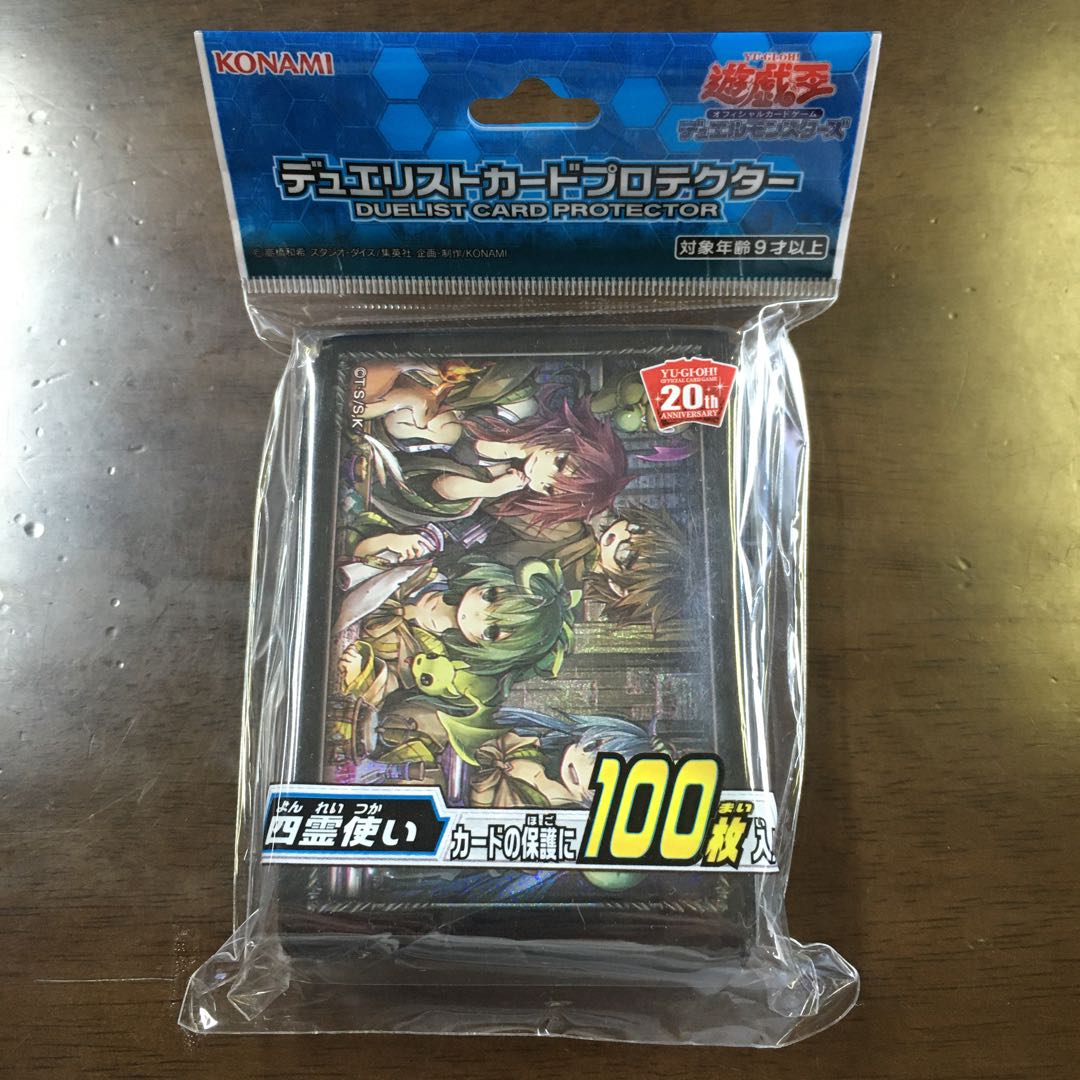 KONAMI
YU-GI-OH!
遊戯王
オフィシャルカードゲーム
デュエルモンスターズ
デュエリストカードプロテクター
DUELIST CARD PROTECTOR
©高橋和希 スタジオ・ダイス/集英社 企画・制作/KONAMI
対象年齢9才以上
©T・S/S,K
YU-GI-OH!
OFFICIAL CARD GAME
20th
ANNIVERSARY
よん れい つか
四霊使い
ほご
まい
カードの保護に100枚入